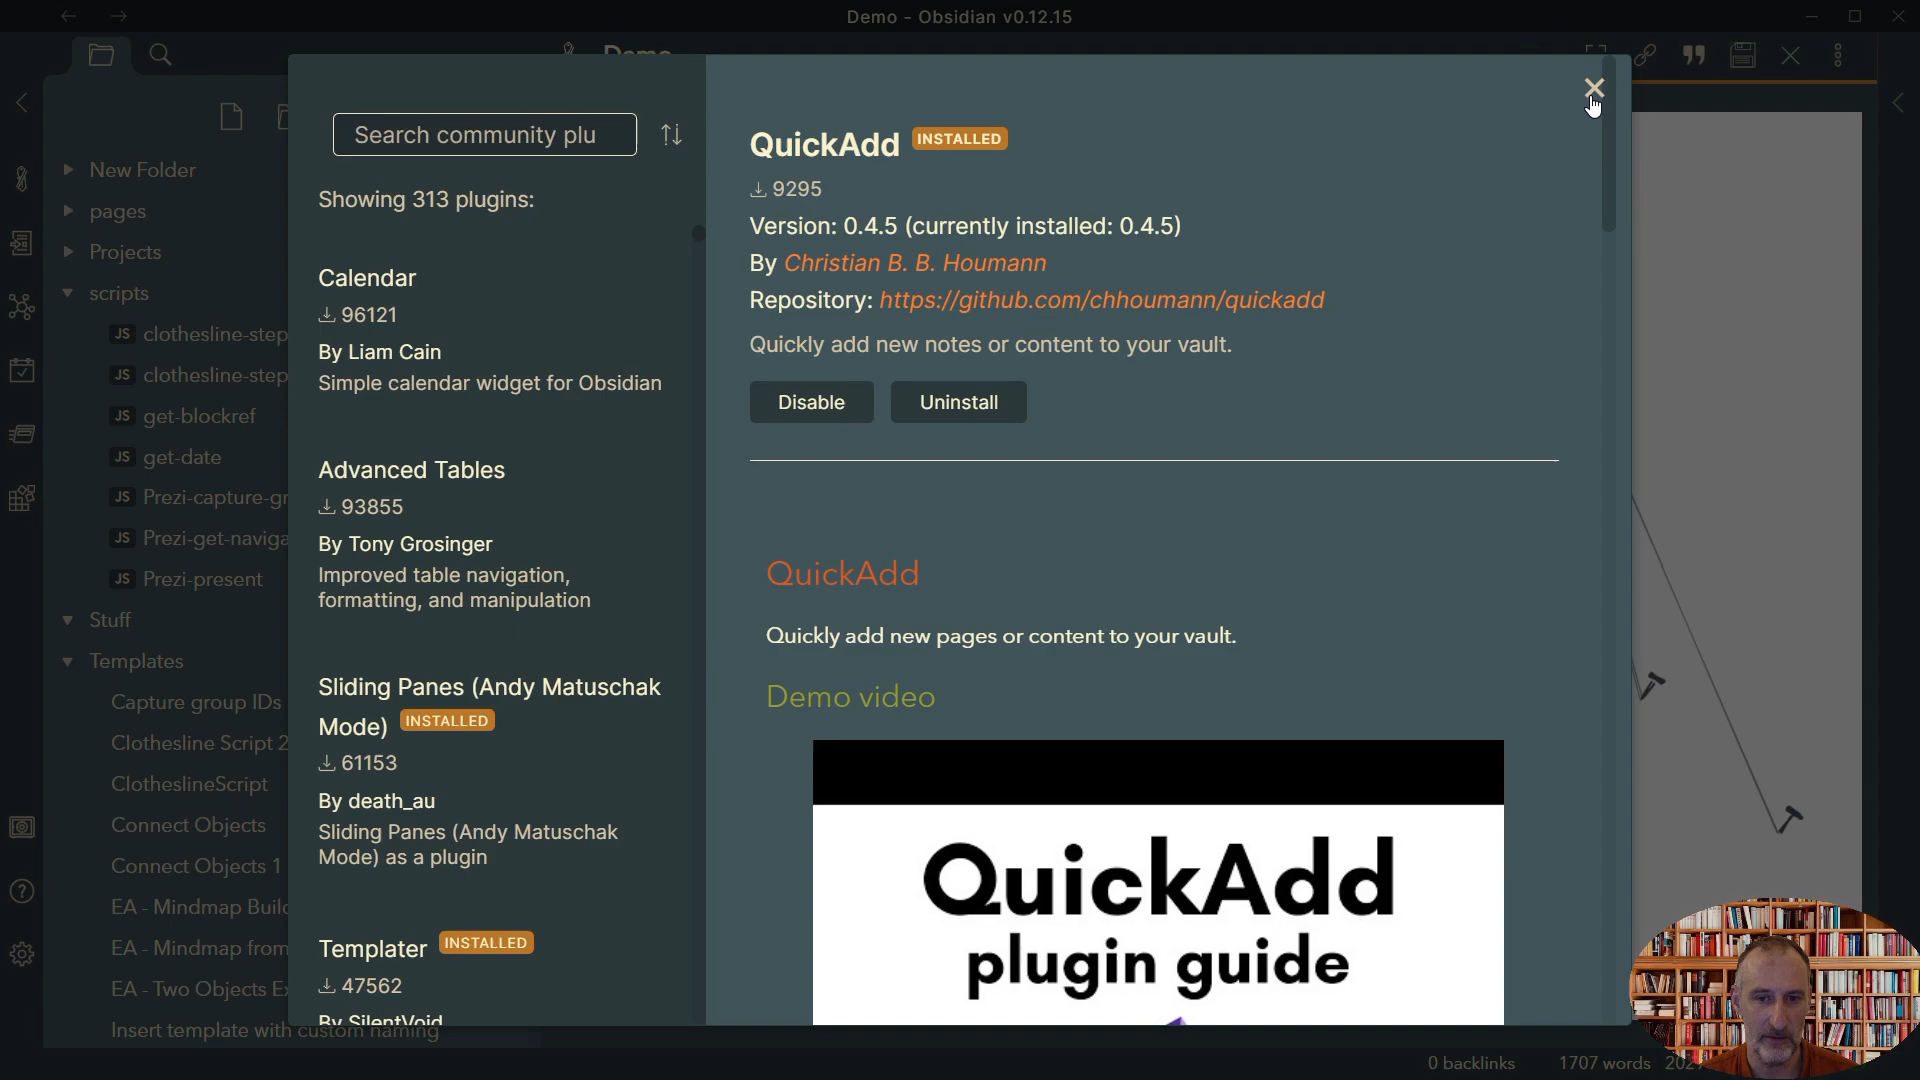 Demo - Obsidian v0.12.15
Demo
New Folder
pages
Projects
scripts
JS clothesline-step
JS clothesline-step
JS get-blockref
JS get-date
JS Prezi-capture-gr
JS Prezi-get-naviga
JS Prezi-present
Stuff
Templates
Capture group IDs
Clothesline Script 2
ClotheslineScript
Connect Objects
Connect Objects 1
EA - Mindmap Build
EA - Mindmap from
EA - Two Objects Ex
Insert template with custom naming
Search community plu
Showing 313 plugins:
Calendar
96121
By Liam Cain
Simple calendar widget for Obsidian
Advanced Tables
93855
By Tony Grosinger
Improved table navigation,
formatting, and manipulation
Sliding Panes (Andy Matuschak
Mode) INSTALLED
61153
By death_au
Sliding Panes (Andy Matuschak
Mode) as a plugin
Templater INSTALLED
47562
By SilentVoid
QuickAdd INSTALLED
9295
Version: 0.4.5 (currently installed: 0.4.5)
By Christian B. B. Houmann
Repository: https://github.com/chhoumann/quickadd
Quickly add new notes or content to your vault.
Disable Uninstall
QuickAdd
Quickly add new pages or content to your vault.
Demo video
QuickAdd
plugin guide
0 backlinks 1707 words